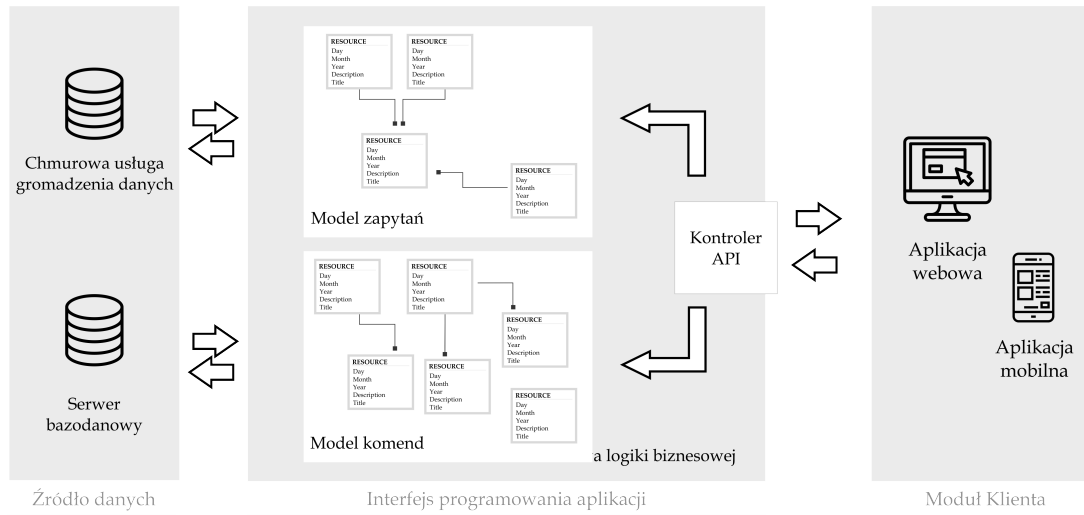 Chmurowa usługa
gromadzenia danych
Serwer
bazodanowy
Źródło danych
RESOURCE
Day
Month
Year
Description
Title
RESOURCE
Day
Month
Year
Description
Title
RESOURCE
Day
Month
Year
Description
Title
RESOURCE
Day
Month
Year
Description
Title
Model zapytań
RESOURCE
Day
Month
Year
Description
Title
RESOURCE
Day
Month
Year
Description
Title
RESOURCE
Day
Month
Year
Description
Title
RESOURCE
Day
Month
Year
Description
Title
RESOURCE
Day
Month
Year
Description
Title
RESOURCE
Day
Month
Year
Description
Title
Model komend
logiki biznesowej
Kontroler
API
Interfejs programowania aplikacji
Aplikacja
webowa
Aplikacja
mobilna
Moduł Klienta